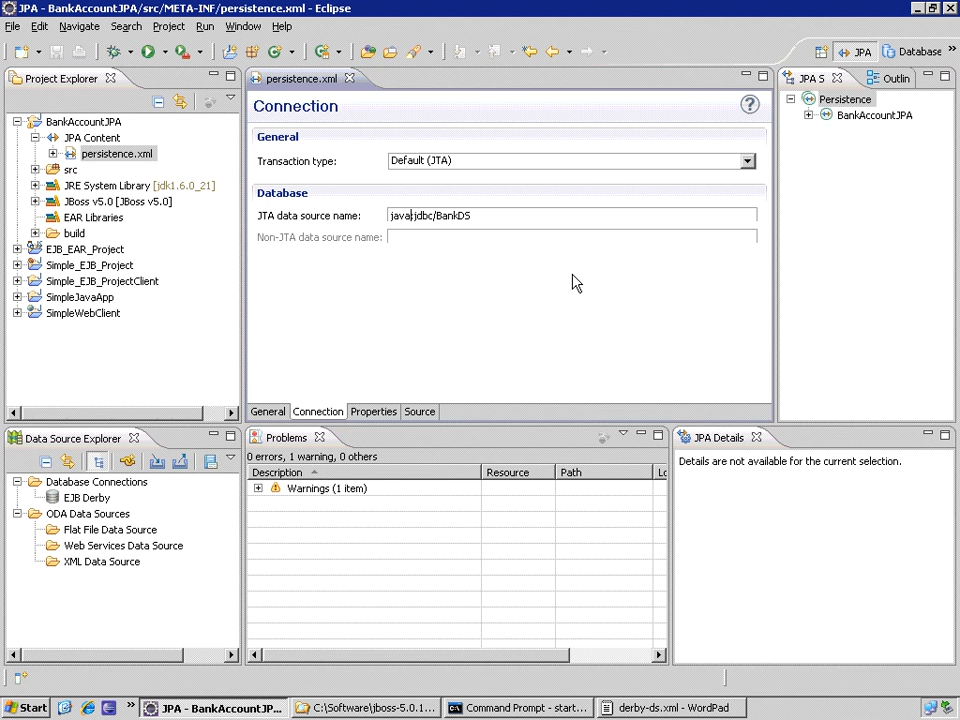 JPA - BankAccountJPA/src/META-INF/persistence.xml - Eclipse
File Edit Navigate Search Project Run Window Help
JPA Database »
Project Explorer
BankAccountJPA
JPA Content
persistence.xml
src
JRE System Library [jdk1.6.0_21]
JBoss v5.0 [JBoss v5.0]
EAR Libraries
build
EJB_EAR_Project
Simple_EJB_Project
Simple_EJB_ProjectClient
SimpleJavaApp
SimpleWebClient
persistence.xml
Connection
General
Transaction type: Default (JTA)
Database
JTA data source name: java:jdbc/BankDS
Non-JTA data source name:
General Connection Properties Source
JPA S Outlin
Persistence
BankAccountJPA
Data Source Explorer
Database Connections
EJB Derby
ODA Data Sources
Flat File Data Source
Web Services Data Source
XML Data Source
Problems
0 errors, 1 warning, 0 others
Description Resource Path Lo
Warnings (1 item)
JPA Details
Details are not available for the current selection.
Start » JPA - BankAccountJP... C:\Software\jboss-5.0.1... Command Prompt - start... derby-ds.xml - WordPad